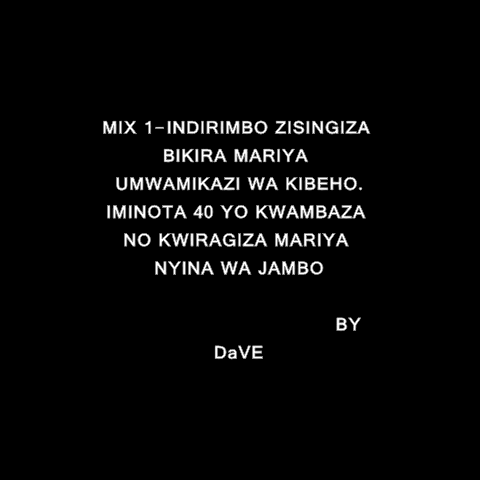 MIX 1-INDIRIMBO ZISINGIZA
BIKIRA MARIYA
UMWAMIKAZI WA KIBEHO.
IMINOTA 40 YO KWAMBAZA
NO KWIRAGIZA MARIYA
NYINA WA JAMBO
BY
DaVE